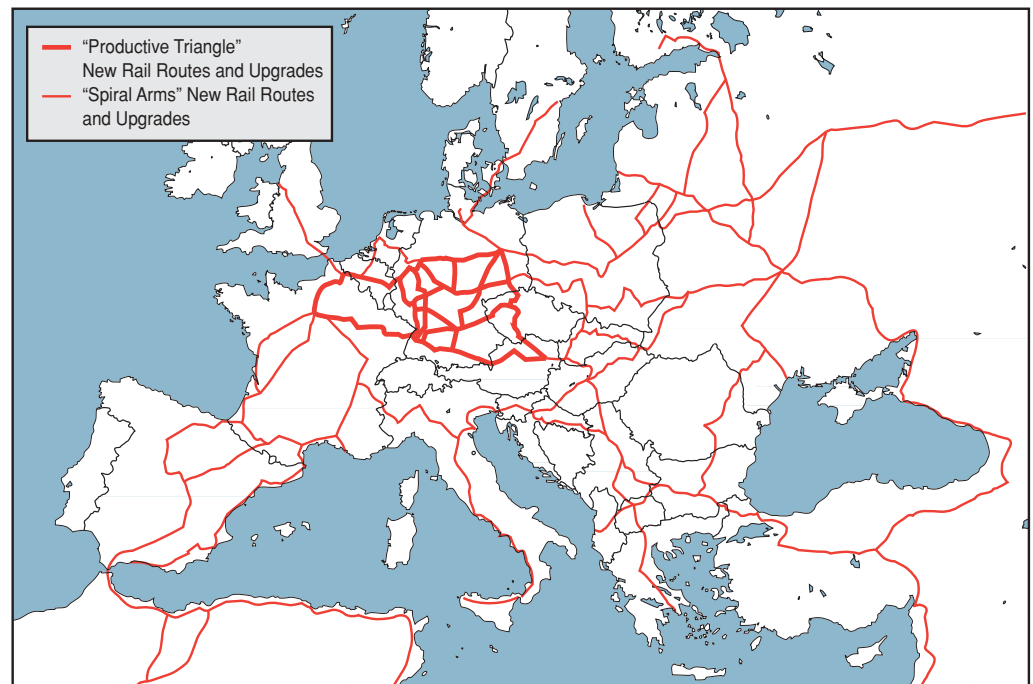 “Productive Triangle”
New Rail Routes and Upgrades
“Spiral Arms” New Rail Routes
and Upgrades